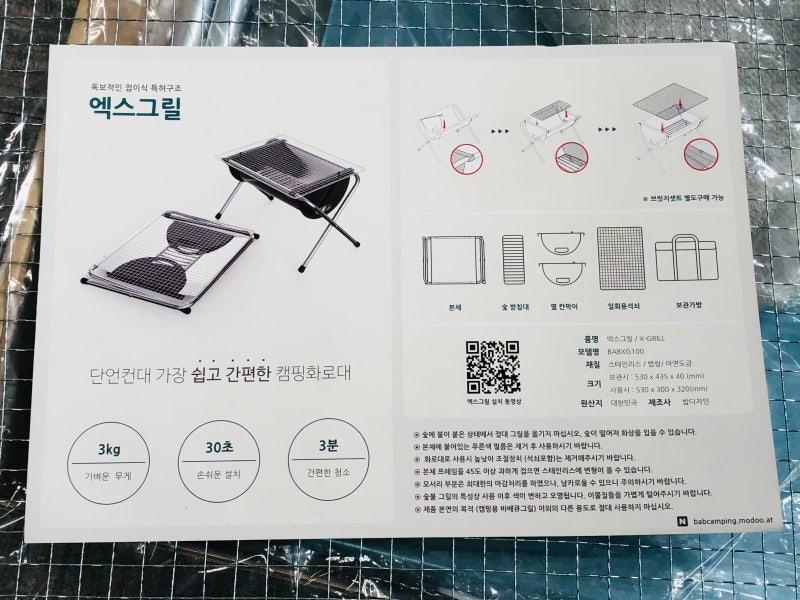 독보적인 접이식 특허구조
엑스그릴
단언컨대 가장 쉽고 간편한 캠핑화로대
3kg
가벼운 무게
30초
손쉬운 설치
3분
간편한 청소
※ 브릿지셋트 별도구매 가능
본체
숯 받침대
열 칸막이
일회용석쇠
보관가방
엑스그릴 설치 동영상
품명 엑스그릴 / X-GRILL
모델명 BABXG100
재질 스테인리스 / 법랑/ 아연도금
크기 보관시 : 530 x 435 x 40 (mm)
사용시 : 530 x 300 x 320(mm)
원산지 대한민국 제조사 밥디자인
◉ 숯에 불이 붙은 상태에서 절대 그릴을 옮기지 마십시오, 숯이 떨어져 화상을 입을 수 있습니다.
◉ 본체에 붙어있는 푸른색 필름은 제거 후 사용하시기 바랍니다.
◉ 화로대로 사용시 높낮이 조절장치 (석쇠포함)는 제거해주시기 바랍니다.
◉ 본체 프레임을 45도 이상 과하게 접으면 스테인리스에 변형이 올 수 있습니다.
◉ 모서리 부분은 최대한의 마감처리를 하였으나, 날카로울 수 있으니 주의하시기 바랍니다.
◉ 숯불 그릴의 특성상 사용 이후 색이 변하고 오염됩니다. 이물질들을 가볍게 털어주시기 바랍니다.
◉ 제품 본연의 목적 (캠핑용 바베큐그릴) 이외의 다른 용도로 절대 사용하지 마십시오.
N babcamping.modoo.at